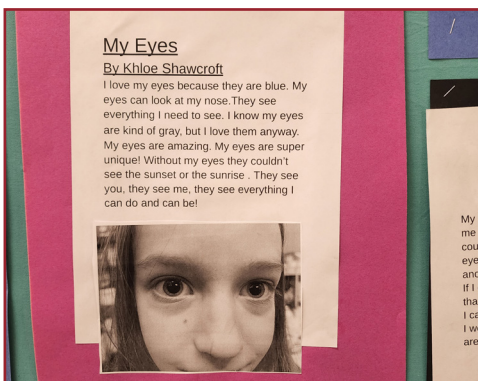 My Eyes
By Khloe Shawcroft
I love my eyes because they are blue. My
eyes can look at my nose.They see
everything I need to see. I know my eyes
are kind of gray, but I love them anyway.
My eyes are amazing. My eyes are super
unique! Without my eyes they couldn't
see the sunset or the sunrise . They see
you, they see me, they see everything I
can do and can be!
My
me
cou
eye
and
If I
tha
I ca
I w
are